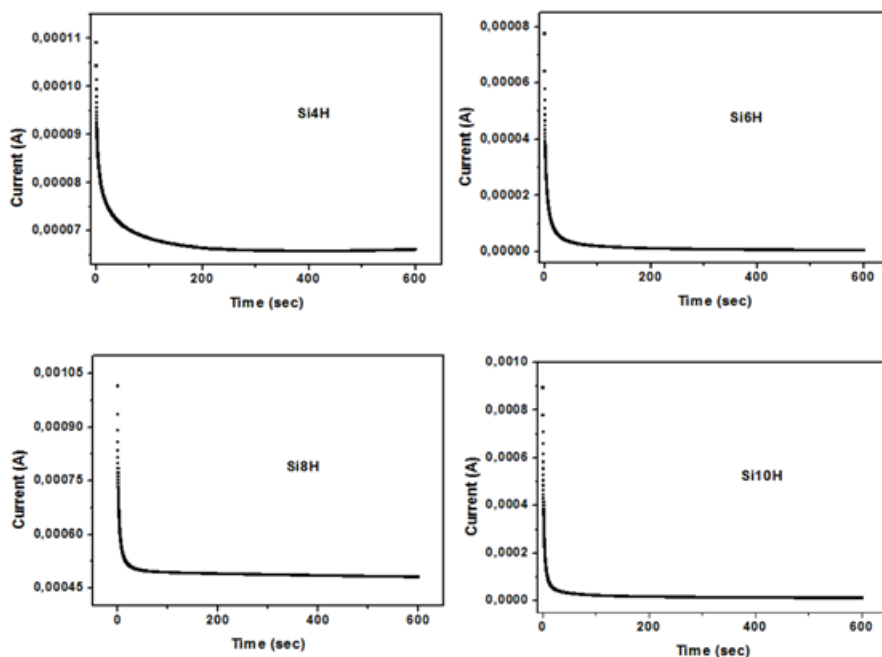 0,00011
0,00010
0,00009
0,00008
0,00007
Current (A)
Si4H
0 200 400 600
Time (sec)
0,00008
0,00006
0,00004
0,00002
0,00000
Current (A)
Si6H
0 200 400 600
Time (sec)
0,00105
0,00090
0,00075
0,00060
0,00045
Current (A)
Si8H
0 200 400 600
Time (sec)
0,0010
0,0008
0,0006
0,0004
0,0002
0,0000
Current (A)
Si10H
0 200 400 600
Time (sec)